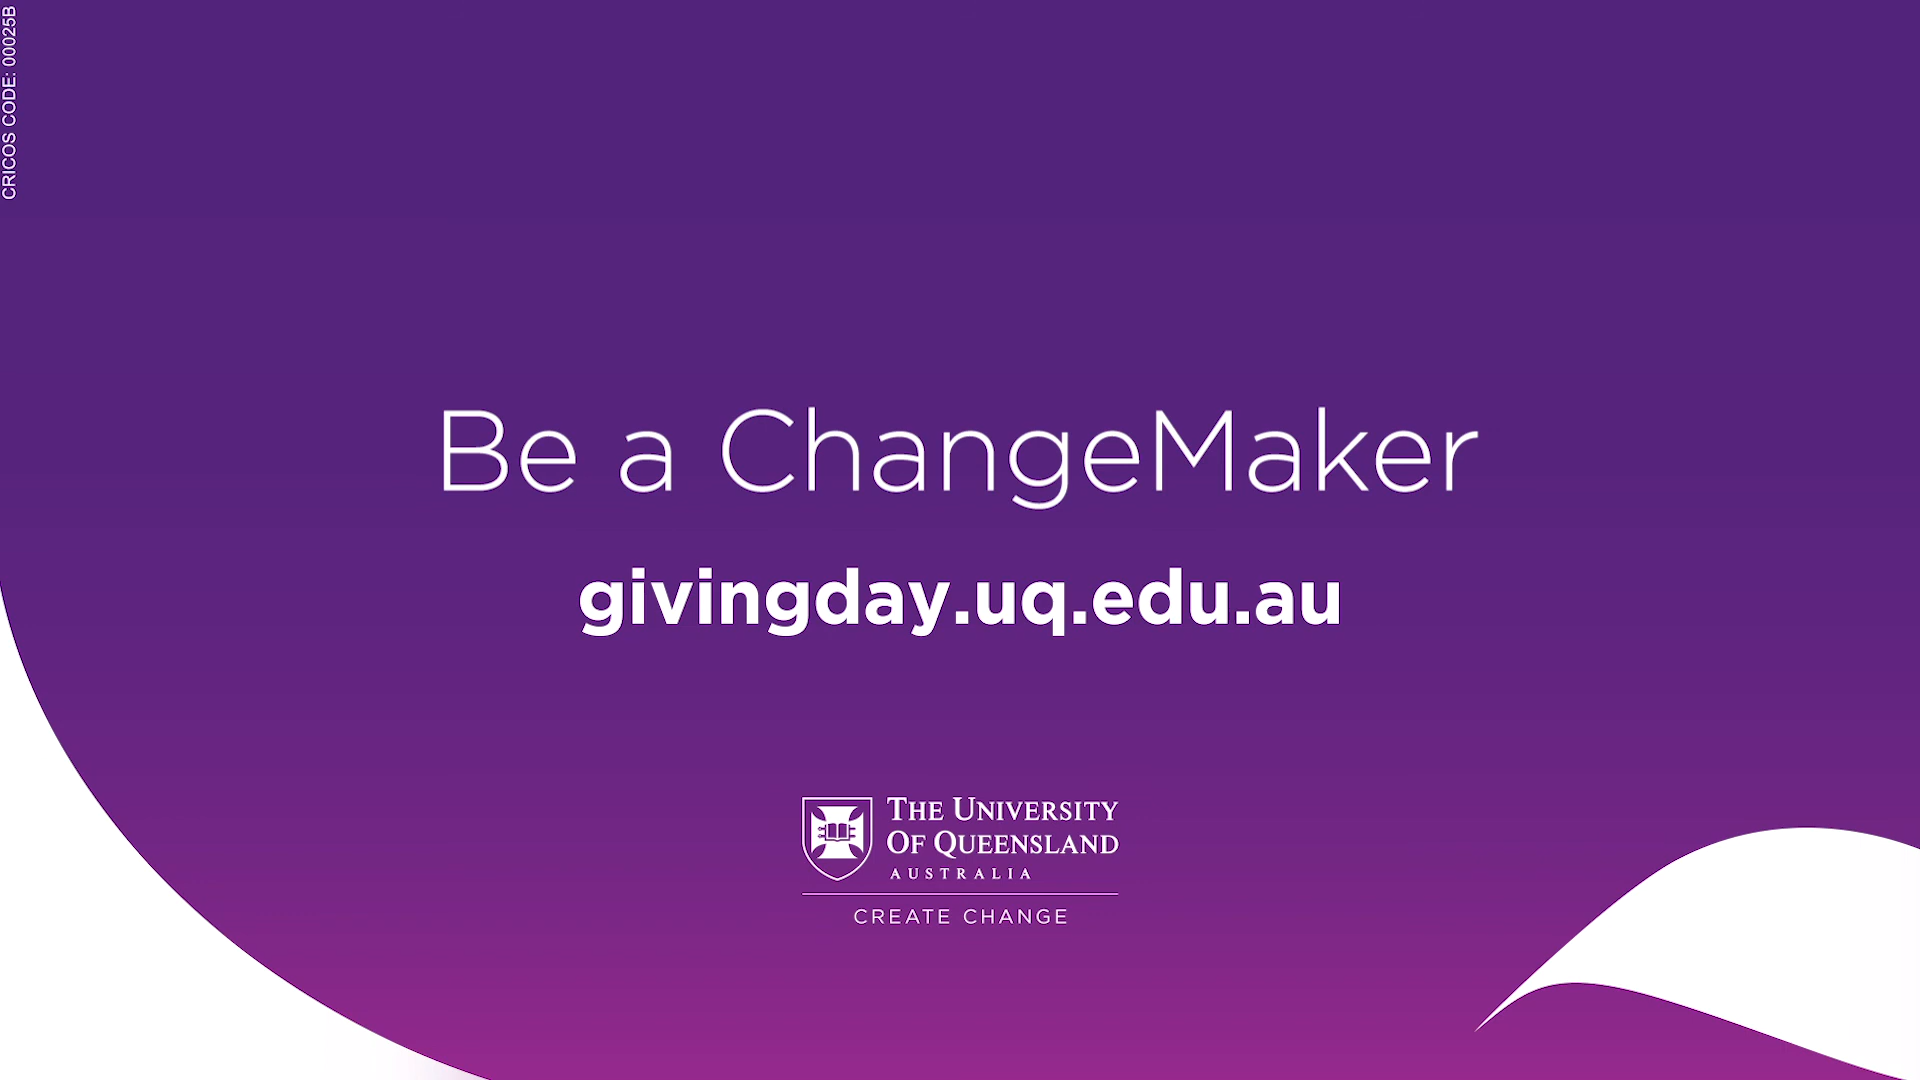 CRICOS CODE: 00025B
Be a ChangeMaker
givingday.uq.edu.au
THE UNIVERSITY
OF QUEENSLAND
AUSTRALIA
CREATE CHANGE